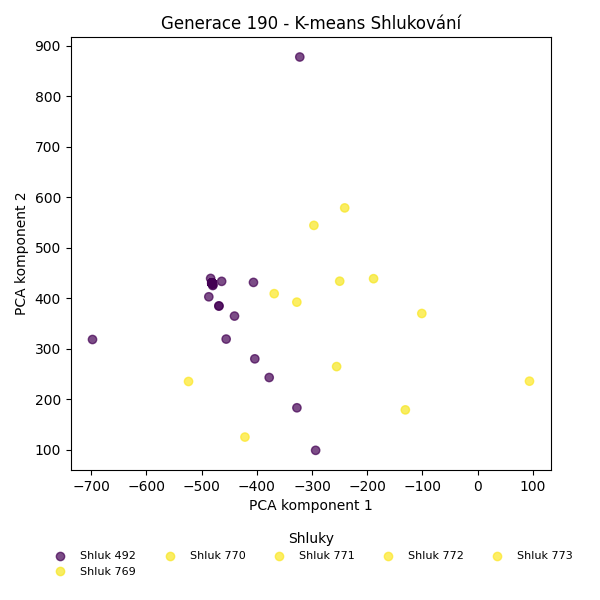 Generace 190 - K-means Shlukování
900
800
700
600
500
400
300
200
100
PCA komponent 2
−700 −600 −500 −400 −300 −200 −100 0 100
PCA komponent 1
Shluky
Shluk 492 Shluk 770 Shluk 771 Shluk 772 Shluk 773
Shluk 769